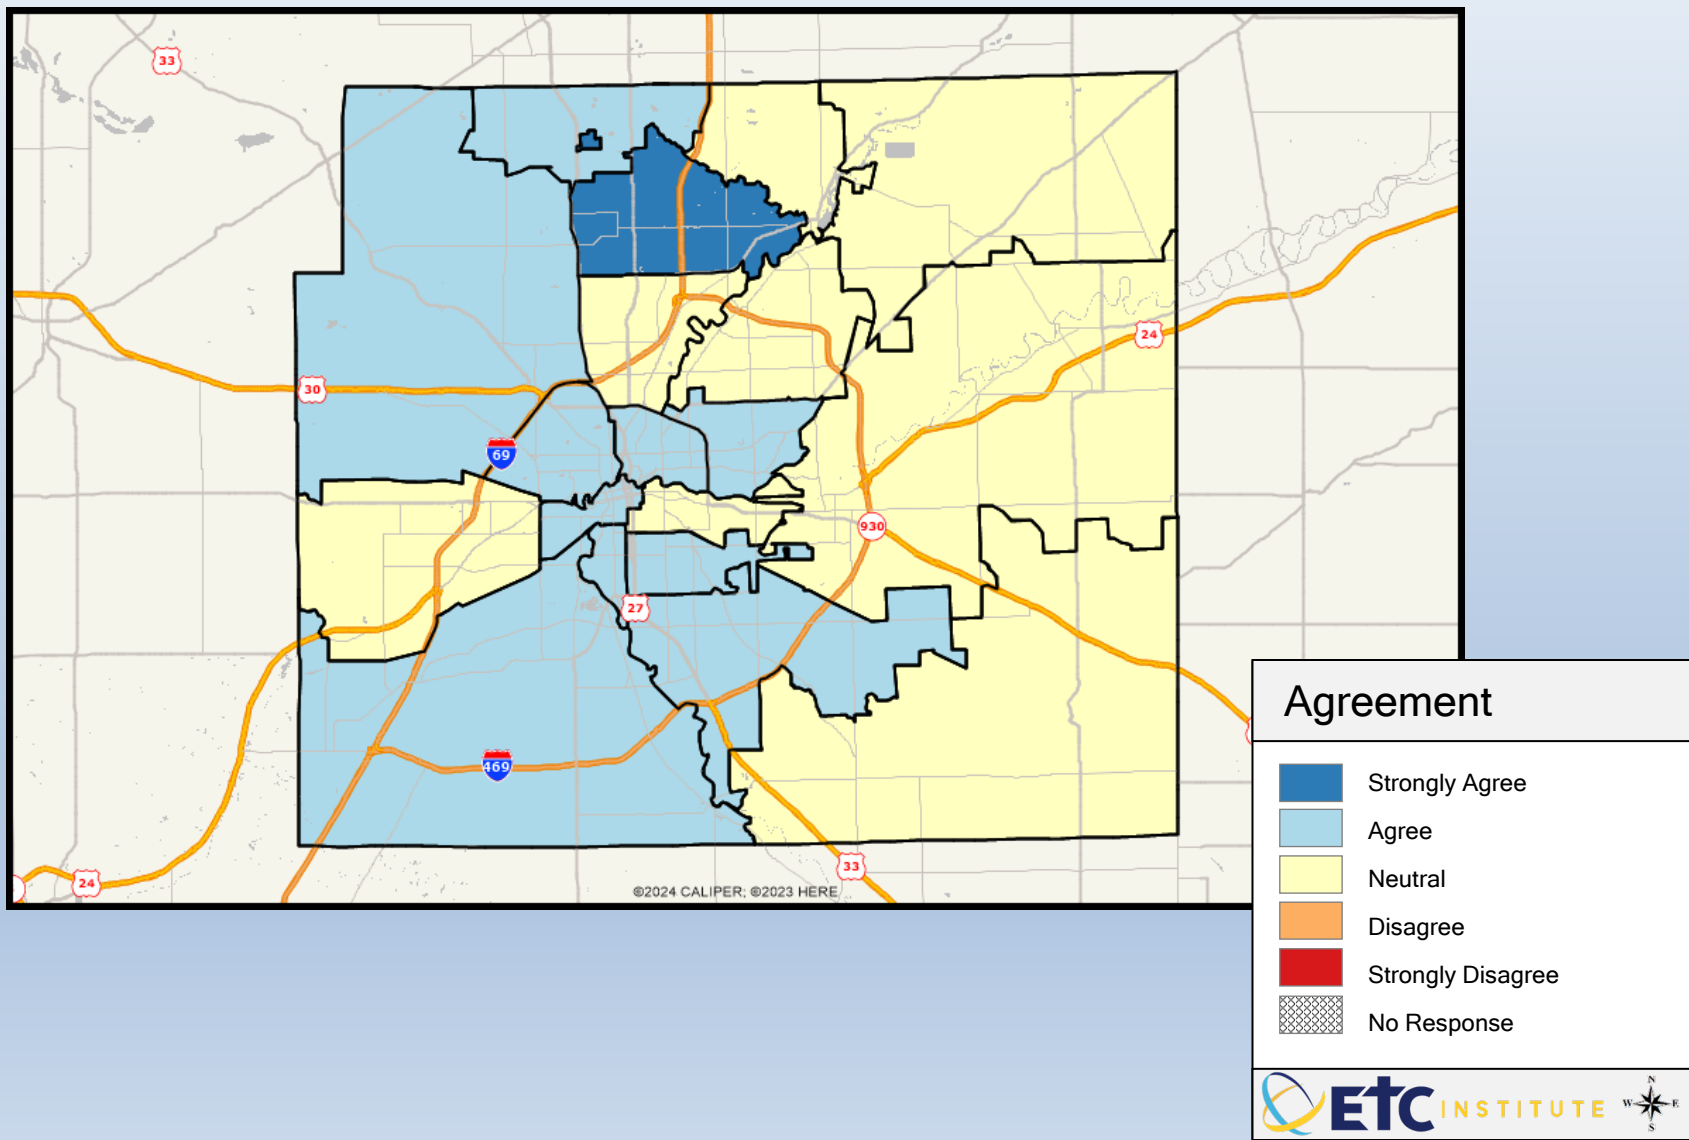 33
30
24
69
930
27
469
33
24
©2024 CALIPER; ©2023 HERE
Agreement
Strongly Agree
Agree
Neutral
Disagree
Strongly Disagree
No Response
ETC INSTITUTE
N
W E
S